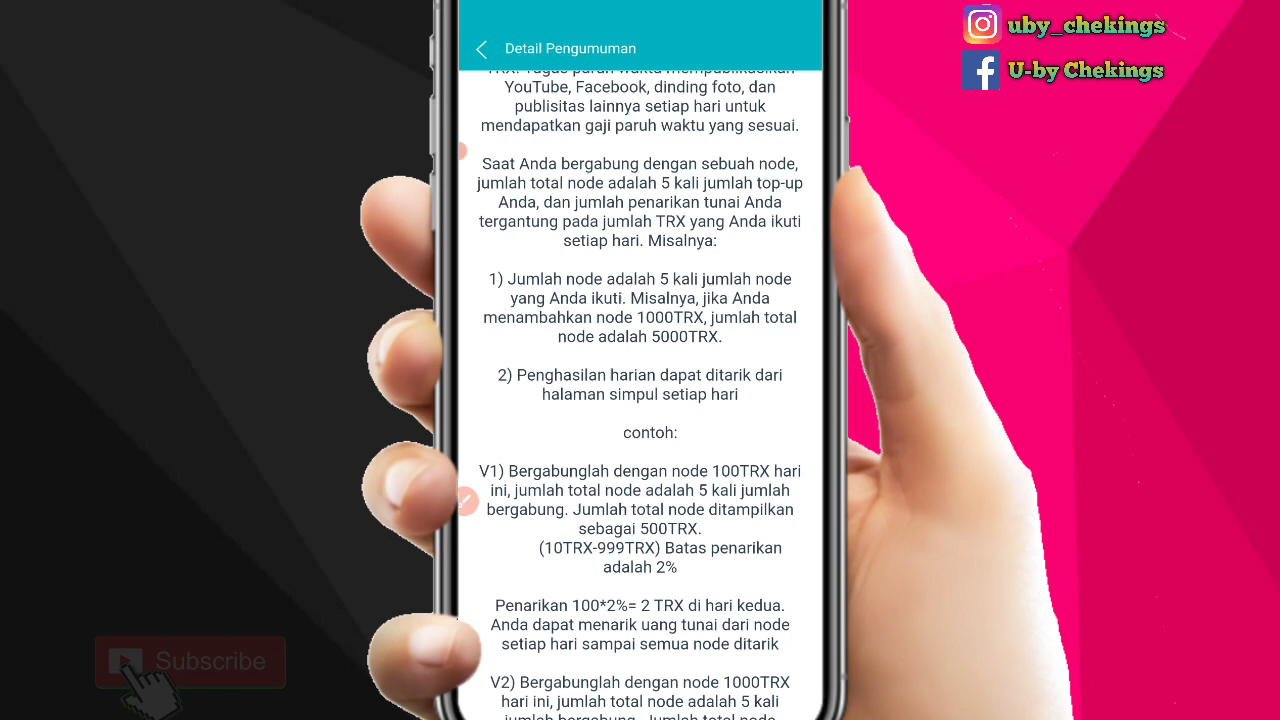 uby_chekings
U-by Chekings
Detail Pengumuman
YouTube, Facebook, dinding foto, dan
publisitas lainnya setiap hari untuk
mendapatkan gaji paruh waktu yang sesuai.
Saat Anda bergabung dengan sebuah node,
jumlah total node adalah 5 kali jumlah top-up
Anda, dan jumlah penarikan tunai Anda
tergantung pada jumlah TRX yang Anda ikuti
setiap hari. Misalnya:
1) Jumlah node adalah 5 kali jumlah node
yang Anda ikuti. Misalnya, jika Anda
menambahkan node 1000TRX, jumlah total
node adalah 5000TRX.
2) Penghasilan harian dapat ditarik dari
halaman simpul setiap hari
contoh:
V1) Bergabunglah dengan node 100TRX hari
ini, jumlah total node adalah 5 kali jumlah
bergabung. Jumlah total node ditampilkan
sebagai 500TRX.
(10TRX-999TRX) Batas penarikan
adalah 2%
Penarikan 100*2%= 2 TRX di hari kedua.
Anda dapat menarik uang tunai dari node
setiap hari sampai semua node ditarik
V2) Bergabunglah dengan node 1000TRX
hari ini, jumlah total node adalah 5 kali
Subscribe